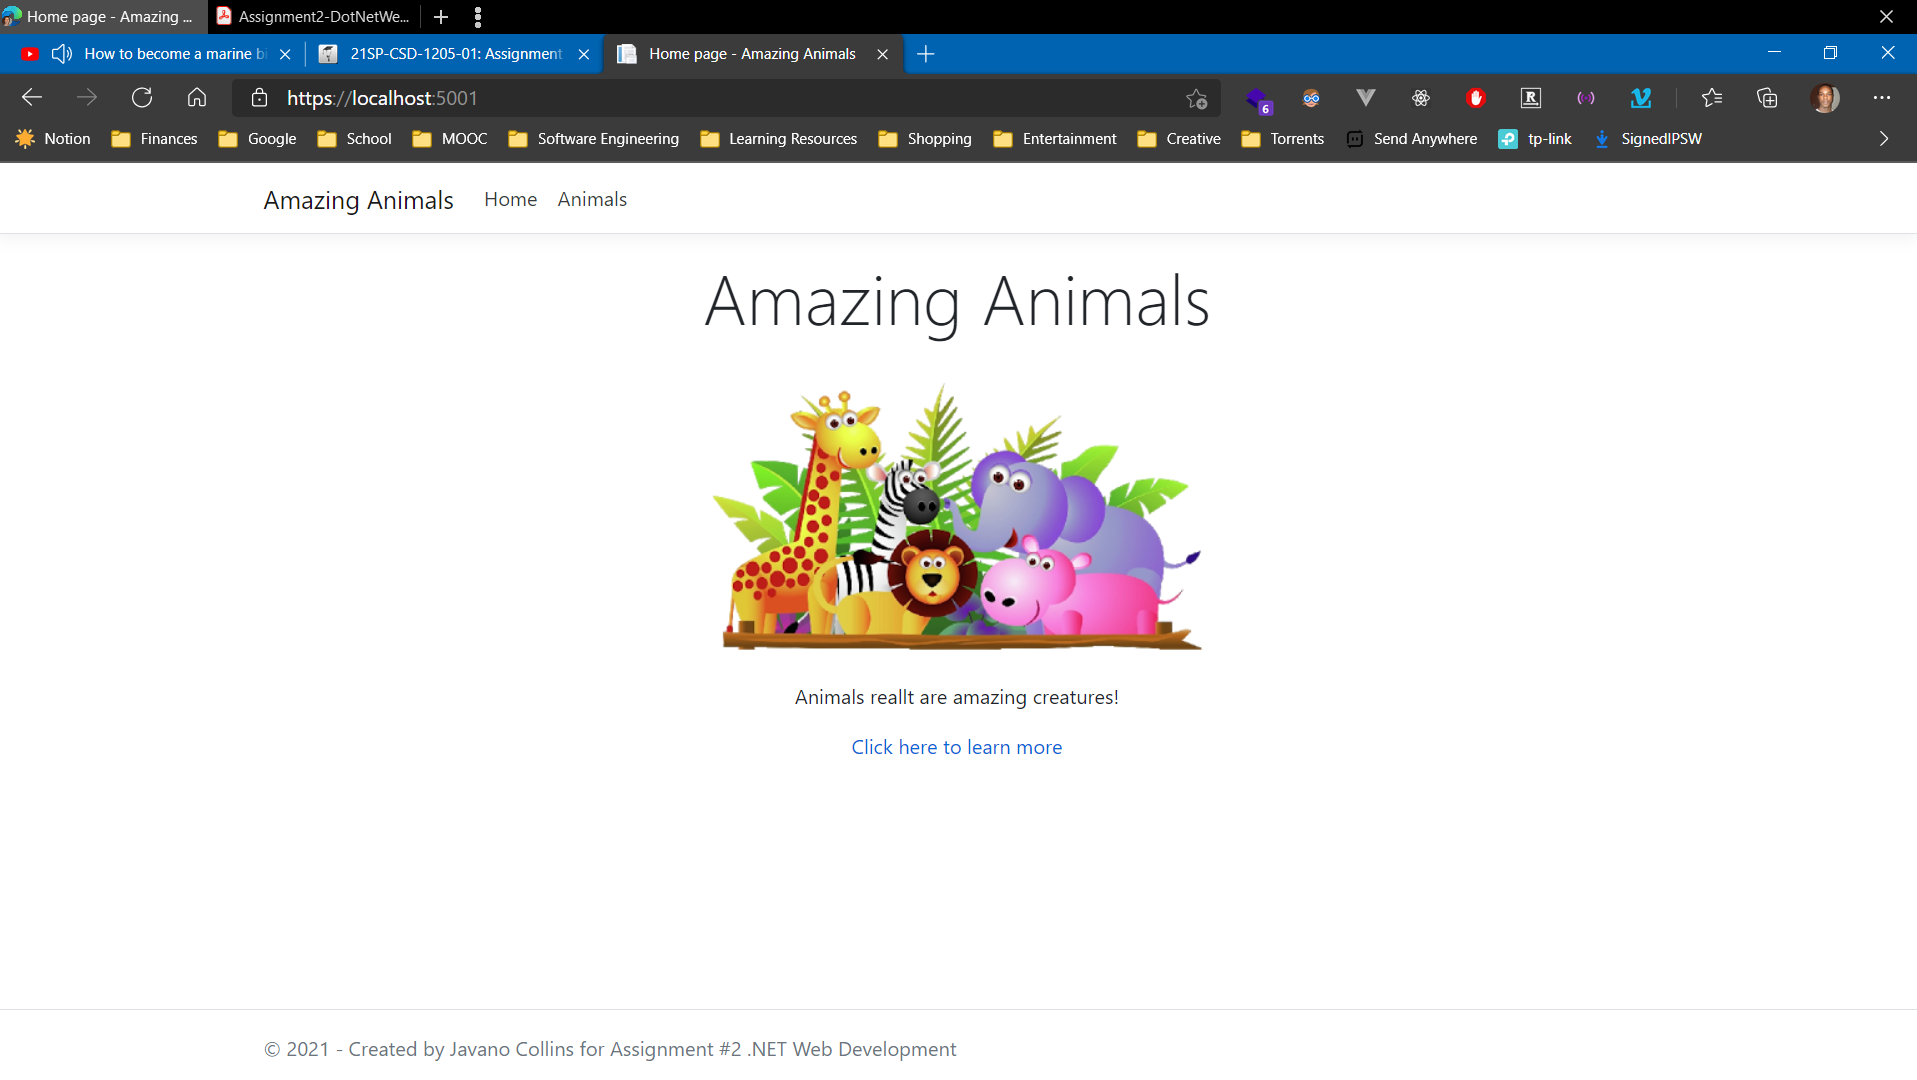 Home page - Amazing ... Assignment2-DotNetWe...
How to become a marine bi 21SP-CSD-1205-01: Assignment Home page - Amazing Animals
https://localhost:5001 6
Notion Finances Google School MOOC Software Engineering Learning Resources Shopping Entertainment Creative Torrents Send Anywhere tp-link SignedIPSW
Amazing Animals Home Animals
Amazing Animals
Animals reallt are amazing creatures!
Click here to learn more
© 2021 - Created by Javano Collins for Assignment #2 .NET Web Development